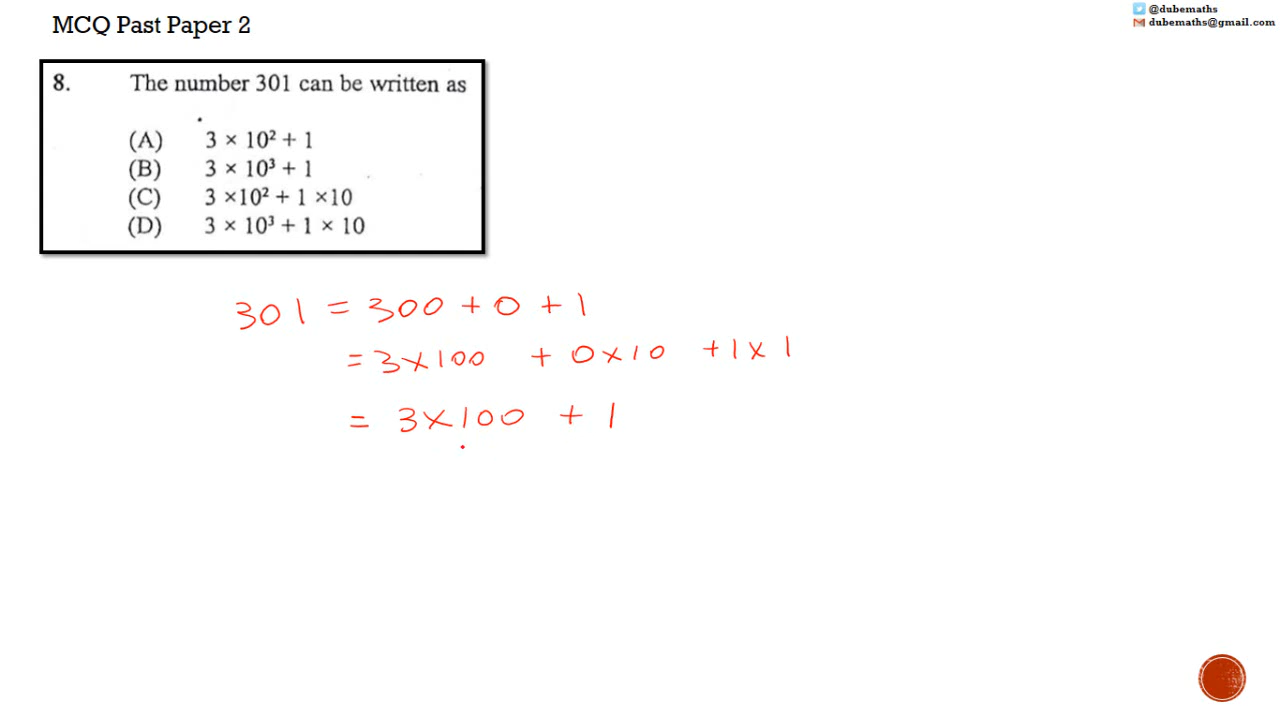 MCQ Past Paper 2
@dubemaths
dubemaths@gmail.com
8. The number 301 can be written as
(A) 3 × 10² + 1
(B) 3 × 10³ + 1
(C) 3 ×10² + 1 ×10
(D) 3 × 10³ + 1 × 10
301 = 300 + 0 + 1
= 3×100 + 0×10 + 1× 1
= 3×100 + 1